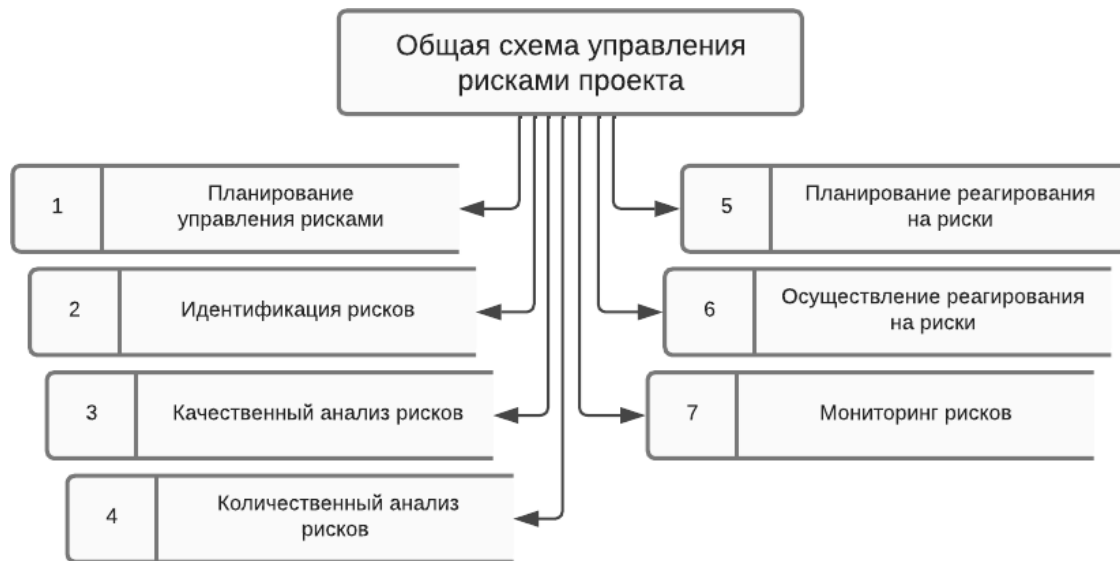 Общая схема управления
рисками проекта
1
Планирование
управления рисками
2
Идентификация рисков
3
Качественный анализ рисков
4
Количественный анализ
рисков
5
Планирование реагирования
на риски
6
Осуществление реагирования
на риски
7
Мониторинг рисков